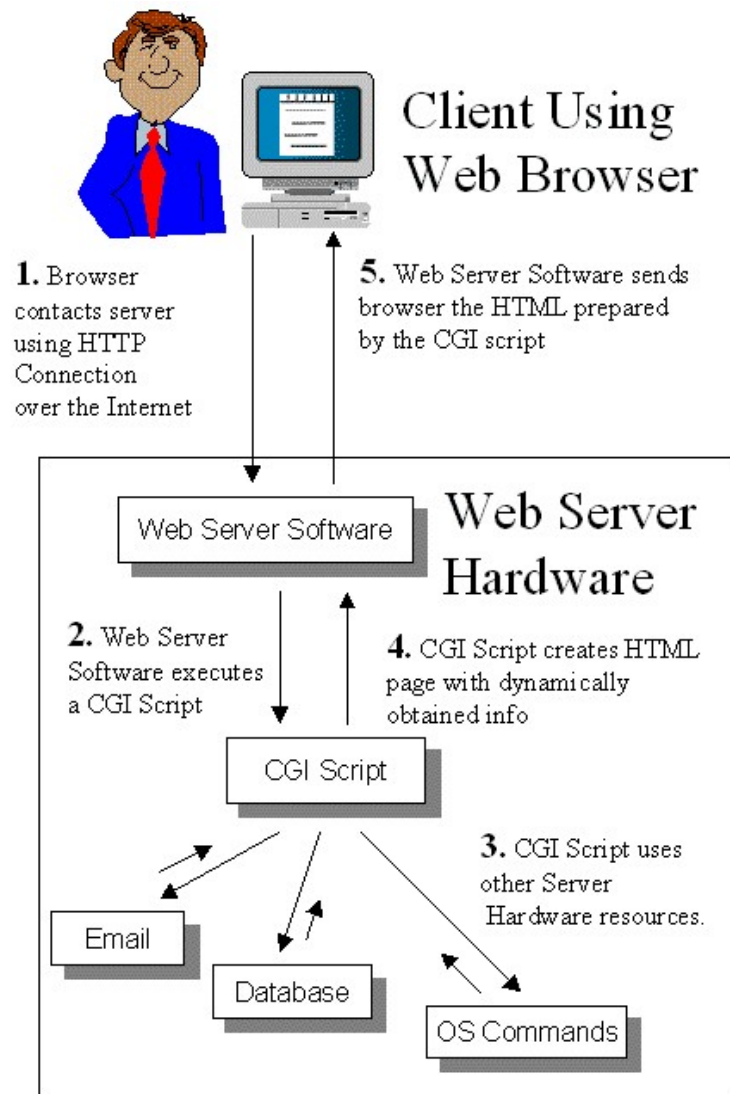 Client Using
Web Browser
1. Browser
contacts server
using HTTP
Connection
over the Internet
5. Web Server Software sends
browser the HTML prepared
by the CGI script
Web Server Software
Web Server
Hardware
2. Web Server
Software executes
a CGI Script
4. CGI Script creates HTML
page with dynamically
obtained info
CGI Script
3. CGI Script uses
other Server
Hardware resources.
Email
Database
OS Commands